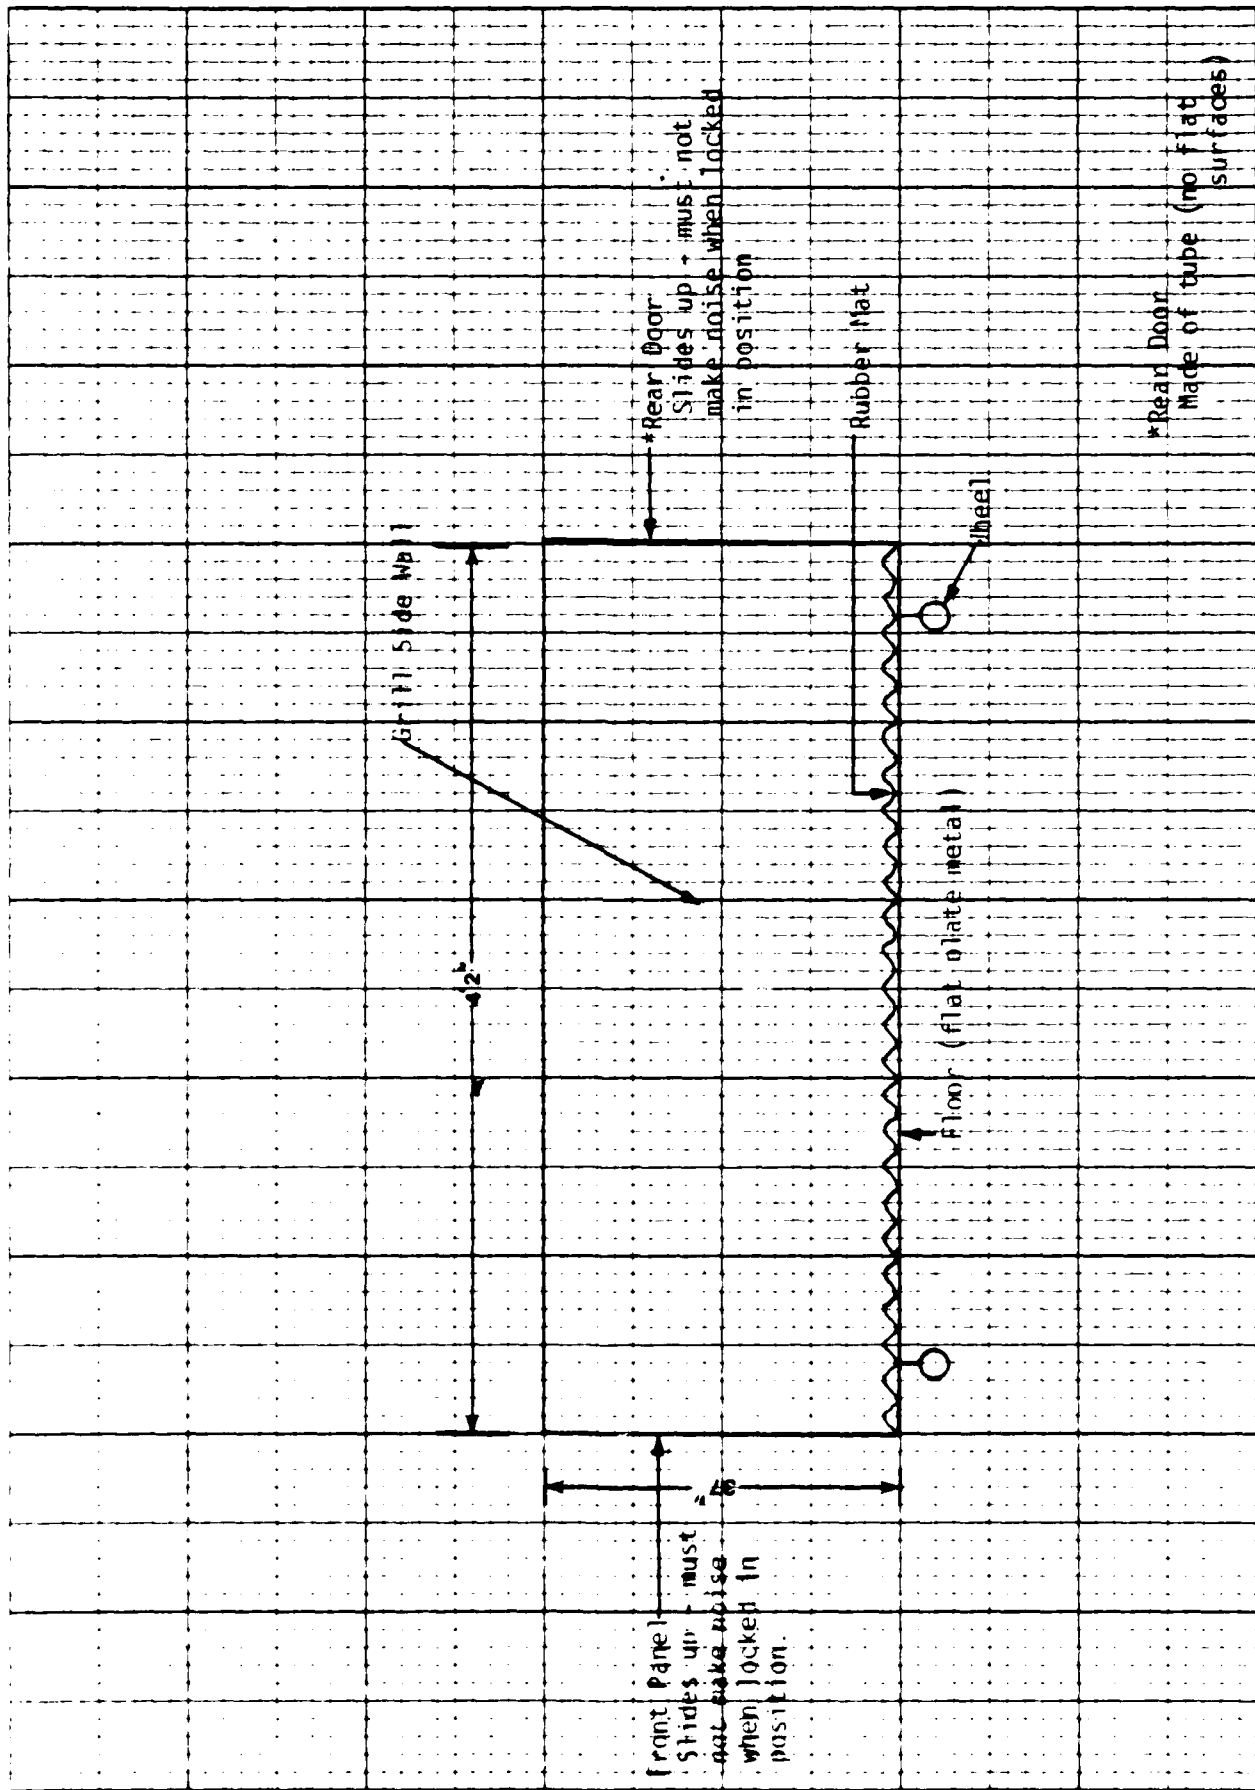 Grill Side Wall
4'2"
*Rear Door
Slides up - must not
make noise when locked
in position
Rubber Mat
Front Panel
Slides up - must
not make noise
when locked in
position.
Wheel
Floor (flat plate metal)
*Rear Door
Made of tube (no flat
surfaces)